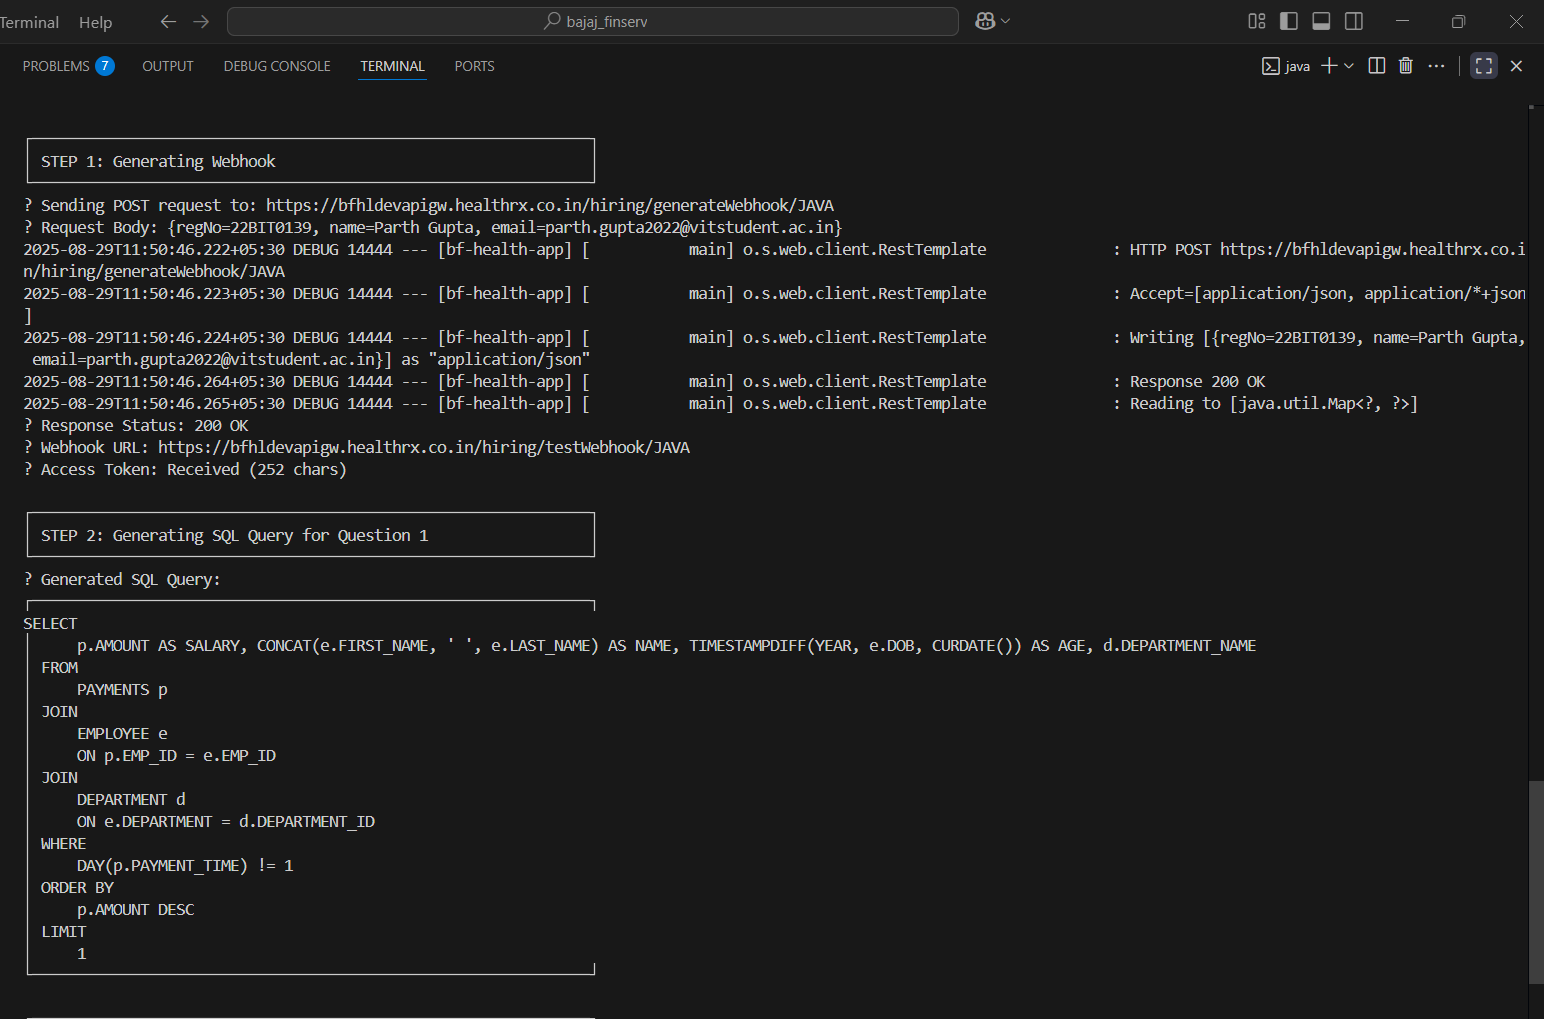 Terminal Help bajaj_finserv
PROBLEMS 7 OUTPUT DEBUG CONSOLE TERMINAL PORTS java
STEP 1: Generating Webhook
? Sending POST request to: https://bfhldevapigw.healthrx.co.in/hiring/generateWebhook/JAVA
? Request Body: {regNo=22BIT0139, name=Parth Gupta, email=parth.gupta2022@vitstudent.ac.in}
2025-08-29T11:50:46.222+05:30 DEBUG 14444 --- [bf-health-app] [           main] o.s.web.client.RestTemplate              : HTTP POST https://bfhldevapigw.healthrx.co.i
n/hiring/generateWebhook/JAVA
2025-08-29T11:50:46.223+05:30 DEBUG 14444 --- [bf-health-app] [           main] o.s.web.client.RestTemplate              : Accept=[application/json, application/*+json
]
2025-08-29T11:50:46.224+05:30 DEBUG 14444 --- [bf-health-app] [           main] o.s.web.client.RestTemplate              : Writing [{regNo=22BIT0139, name=Parth Gupta,
 email=parth.gupta2022@vitstudent.ac.in}] as "application/json"
2025-08-29T11:50:46.264+05:30 DEBUG 14444 --- [bf-health-app] [           main] o.s.web.client.RestTemplate              : Response 200 OK
2025-08-29T11:50:46.265+05:30 DEBUG 14444 --- [bf-health-app] [           main] o.s.web.client.RestTemplate              : Reading to [java.util.Map<?, ?>]
? Response Status: 200 OK
? Webhook URL: https://bfhldevapigw.healthrx.co.in/hiring/testWebhook/JAVA
? Access Token: Received (252 chars)
STEP 2: Generating SQL Query for Question 1
? Generated SQL Query:
SELECT
p.AMOUNT AS SALARY, CONCAT(e.FIRST_NAME, ' ', e.LAST_NAME) AS NAME, TIMESTAMPDIFF(YEAR, e.DOB, CURDATE()) AS AGE, d.DEPARTMENT_NAME
FROM
PAYMENTS p
JOIN
EMPLOYEE e
ON p.EMP_ID = e.EMP_ID
JOIN
DEPARTMENT d
ON e.DEPARTMENT = d.DEPARTMENT_ID
WHERE
DAY(p.PAYMENT_TIME) != 1
ORDER BY
p.AMOUNT DESC
LIMIT
1